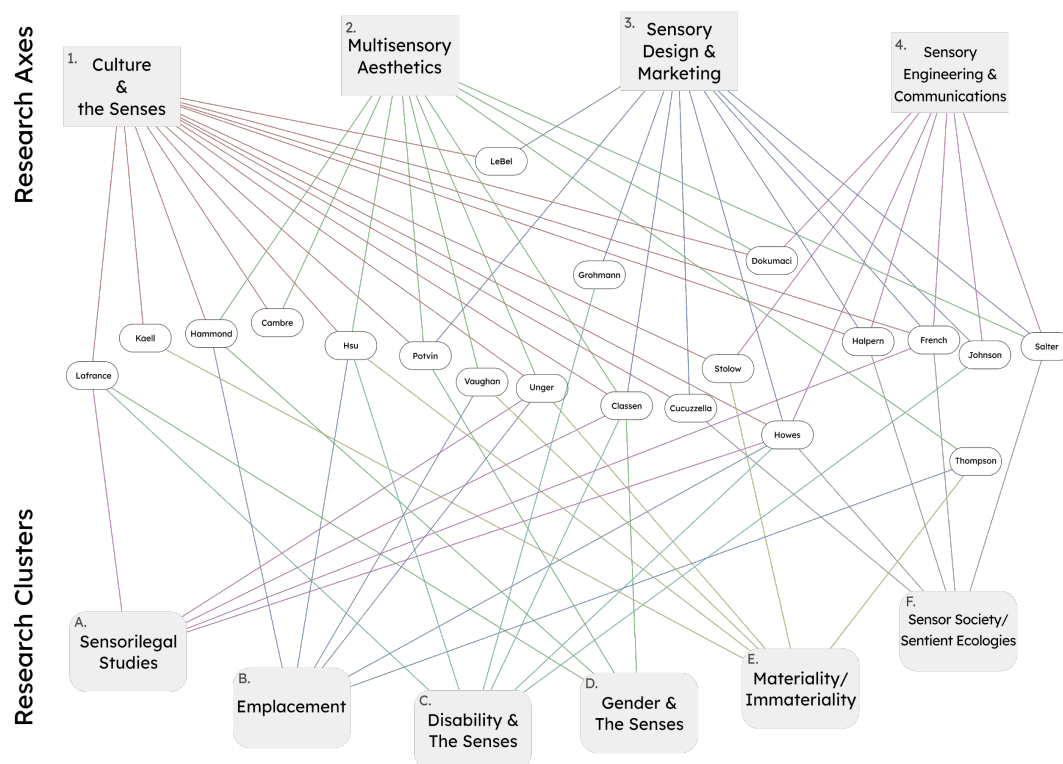 Research Axes
1.
Culture
&
the Senses
2.
Multisensory
Aesthetics
3.
Sensory
Design &
Marketing
4.
Sensory
Engineering &
Communications
LeBel
Dokumaci
Grohmann
Cambre
Hammond
Kaell
Hsu
Potvin
Halpern
French
Johnson
Salter
Lafrance
Vaughan
Unger
Stolow
Classen
Cucuzzella
Howes
Thompson
Research Clusters
A.
Sensorilegal
Studies
B.
Emplacement
C.
Disability &
The Senses
D.
Gender &
The Senses
E.
Materiality/
Immateriality
F.
Sensor Society/
Sentient Ecologies